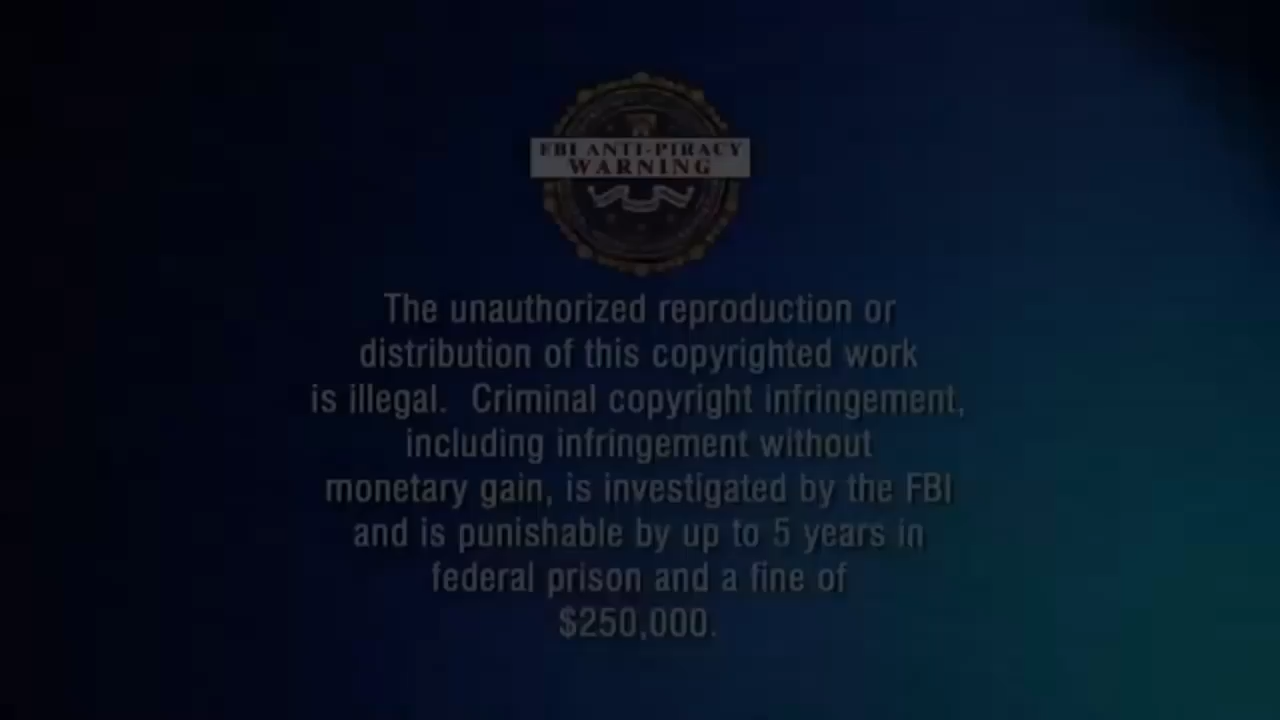 FBI ANTI-PIRACY
WARNING
The unauthorized reproduction or
distribution of this copyrighted work
is illegal.  Criminal copyright infringement,
including infringement without
monetary gain, is investigated by the FBI
and is punishable by up to 5 years in
federal prison and a fine of
$250,000.